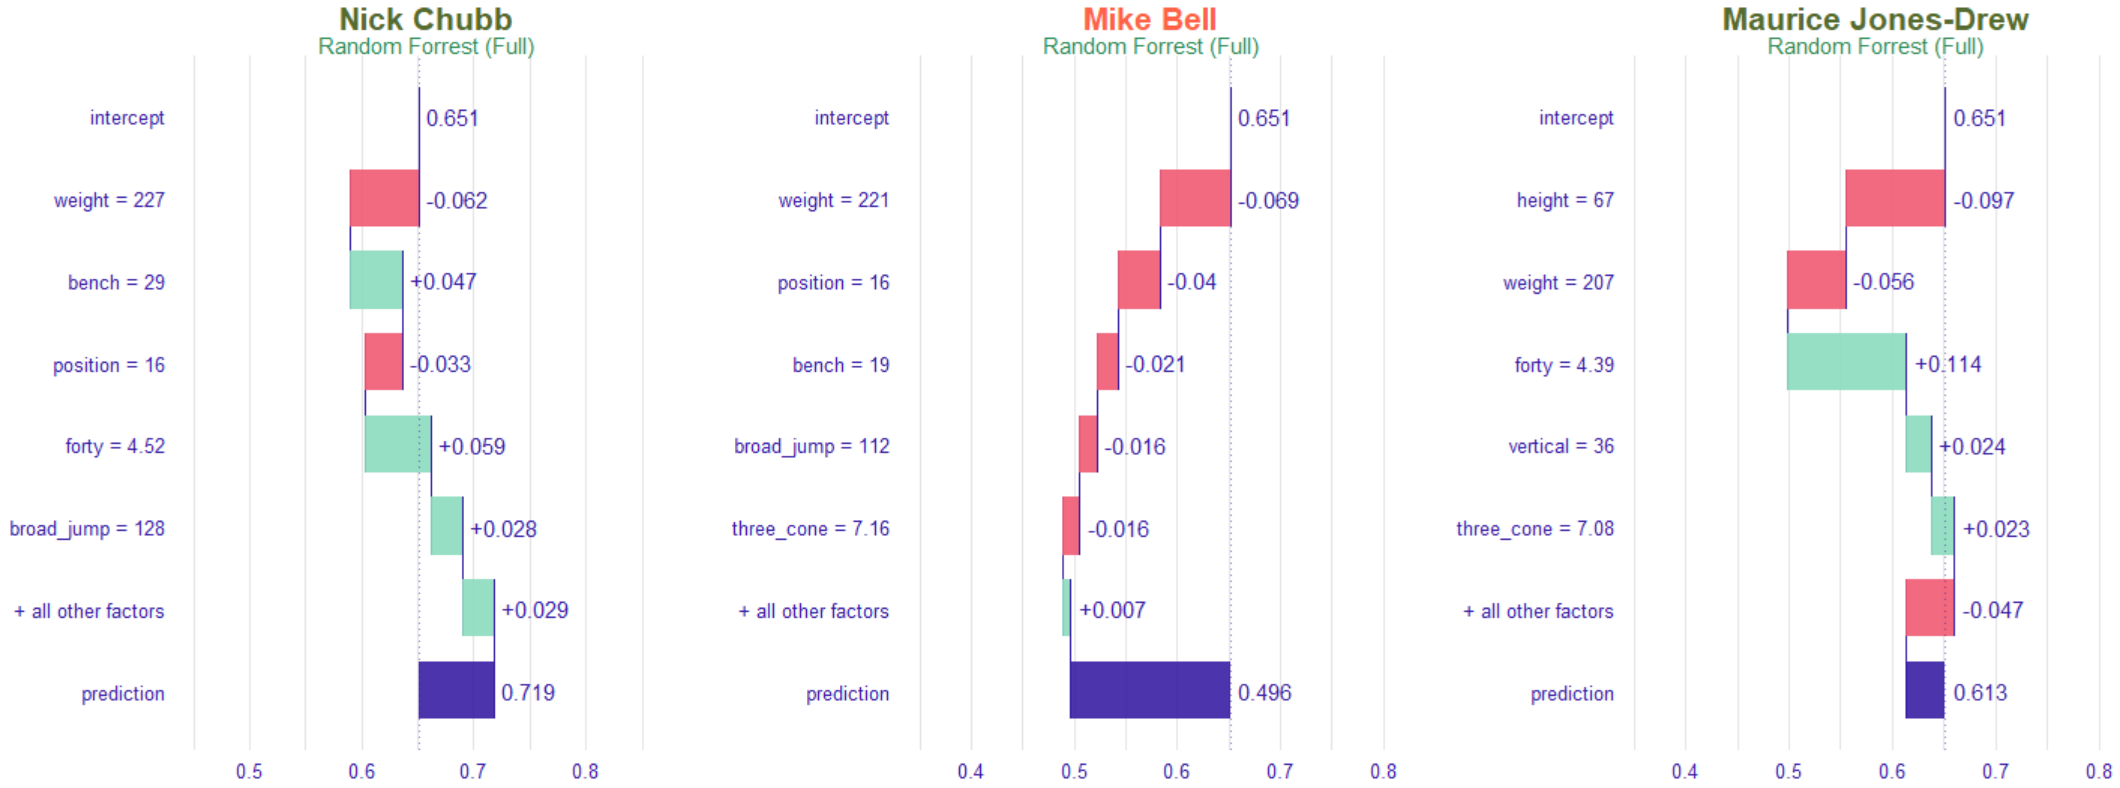 Nick Chubb
Random Forrest (Full)
intercept
0.651
weight = 227
-0.062
bench = 29
+0.047
position = 16
-0.033
forty = 4.52
+0.059
broad_jump = 128
+0.028
+ all other factors
+0.029
prediction
0.719
0.5 0.6 0.7 0.8
Mike Bell
Random Forrest (Full)
intercept
0.651
weight = 221
-0.069
position = 16
-0.04
bench = 19
-0.021
broad_jump = 112
-0.016
three_cone = 7.16
-0.016
+ all other factors
+0.007
prediction
0.496
0.4 0.5 0.6 0.7 0.8
Maurice Jones-Drew
Random Forrest (Full)
intercept
0.651
height = 67
-0.097
weight = 207
-0.056
forty = 4.39
+0.114
vertical = 36
+0.024
three_cone = 7.08
+0.023
+ all other factors
-0.047
prediction
0.613
0.4 0.5 0.6 0.7 0.8